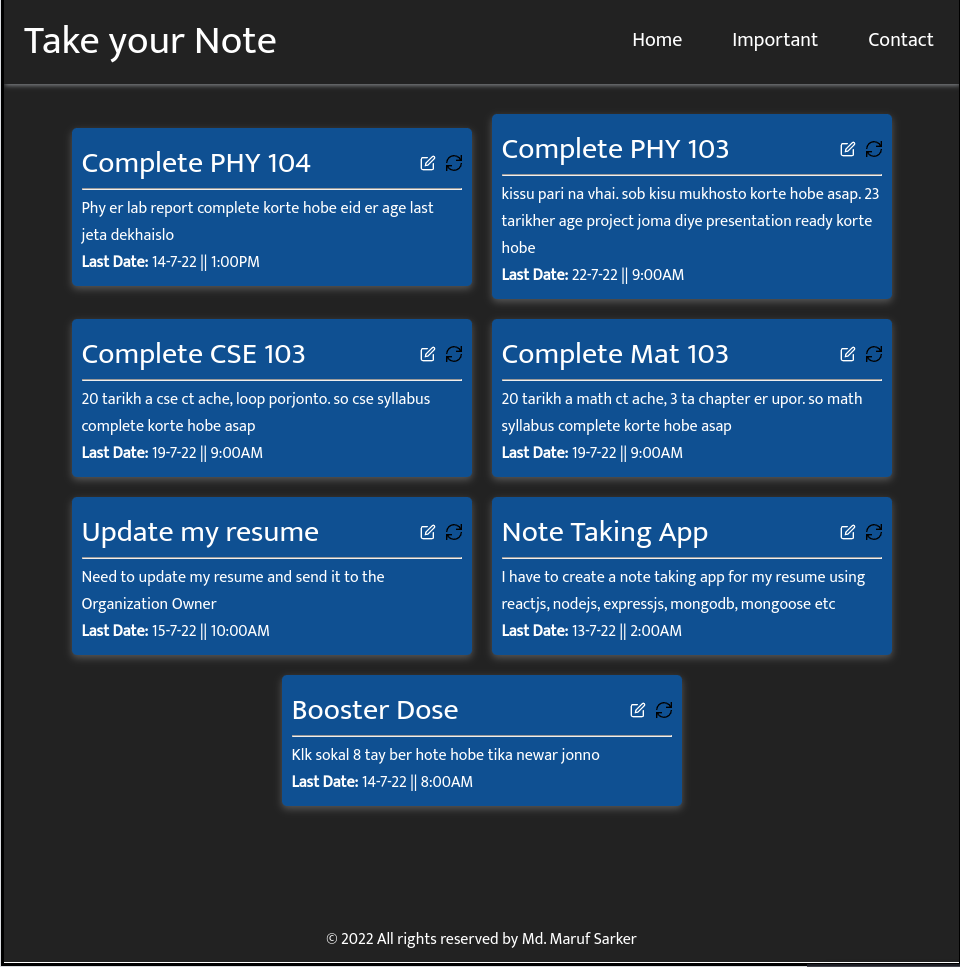 Take your Note
Home
Important
Contact
Complete PHY 104
Phy er lab report complete korte hobe eid er age last
jeta dekhaislo
Last Date: 14-7-22 || 1:00PM
Complete PHY 103
kissu pari na vhai. sob kisu mukhosto korte hobe asap. 23
tarikher age project joma diye presentation ready korte
hobe
Last Date: 22-7-22 || 9:00AM
Complete CSE 103
20 tarikh a cse ct ache, loop porjonto. so cse syllabus
complete korte hobe asap
Last Date: 19-7-22 || 9:00AM
Complete Mat 103
20 tarikh a math ct ache, 3 ta chapter er upor. so math
syllabus complete korte hobe asap
Last Date: 19-7-22 || 9:00AM
Update my resume
Need to update my resume and send it to the
Organization Owner
Last Date: 15-7-22 || 10:00AM
Note Taking App
I have to create a note taking app for my resume using
reactjs, nodejs, expressjs, mongodb, mongoose etc
Last Date: 13-7-22 || 2:00AM
Booster Dose
Klk sokal 8 tay ber hote hobe tika newar jonno
Last Date: 14-7-22 || 8:00AM
© 2022 All rights reserved by Md. Maruf Sarker